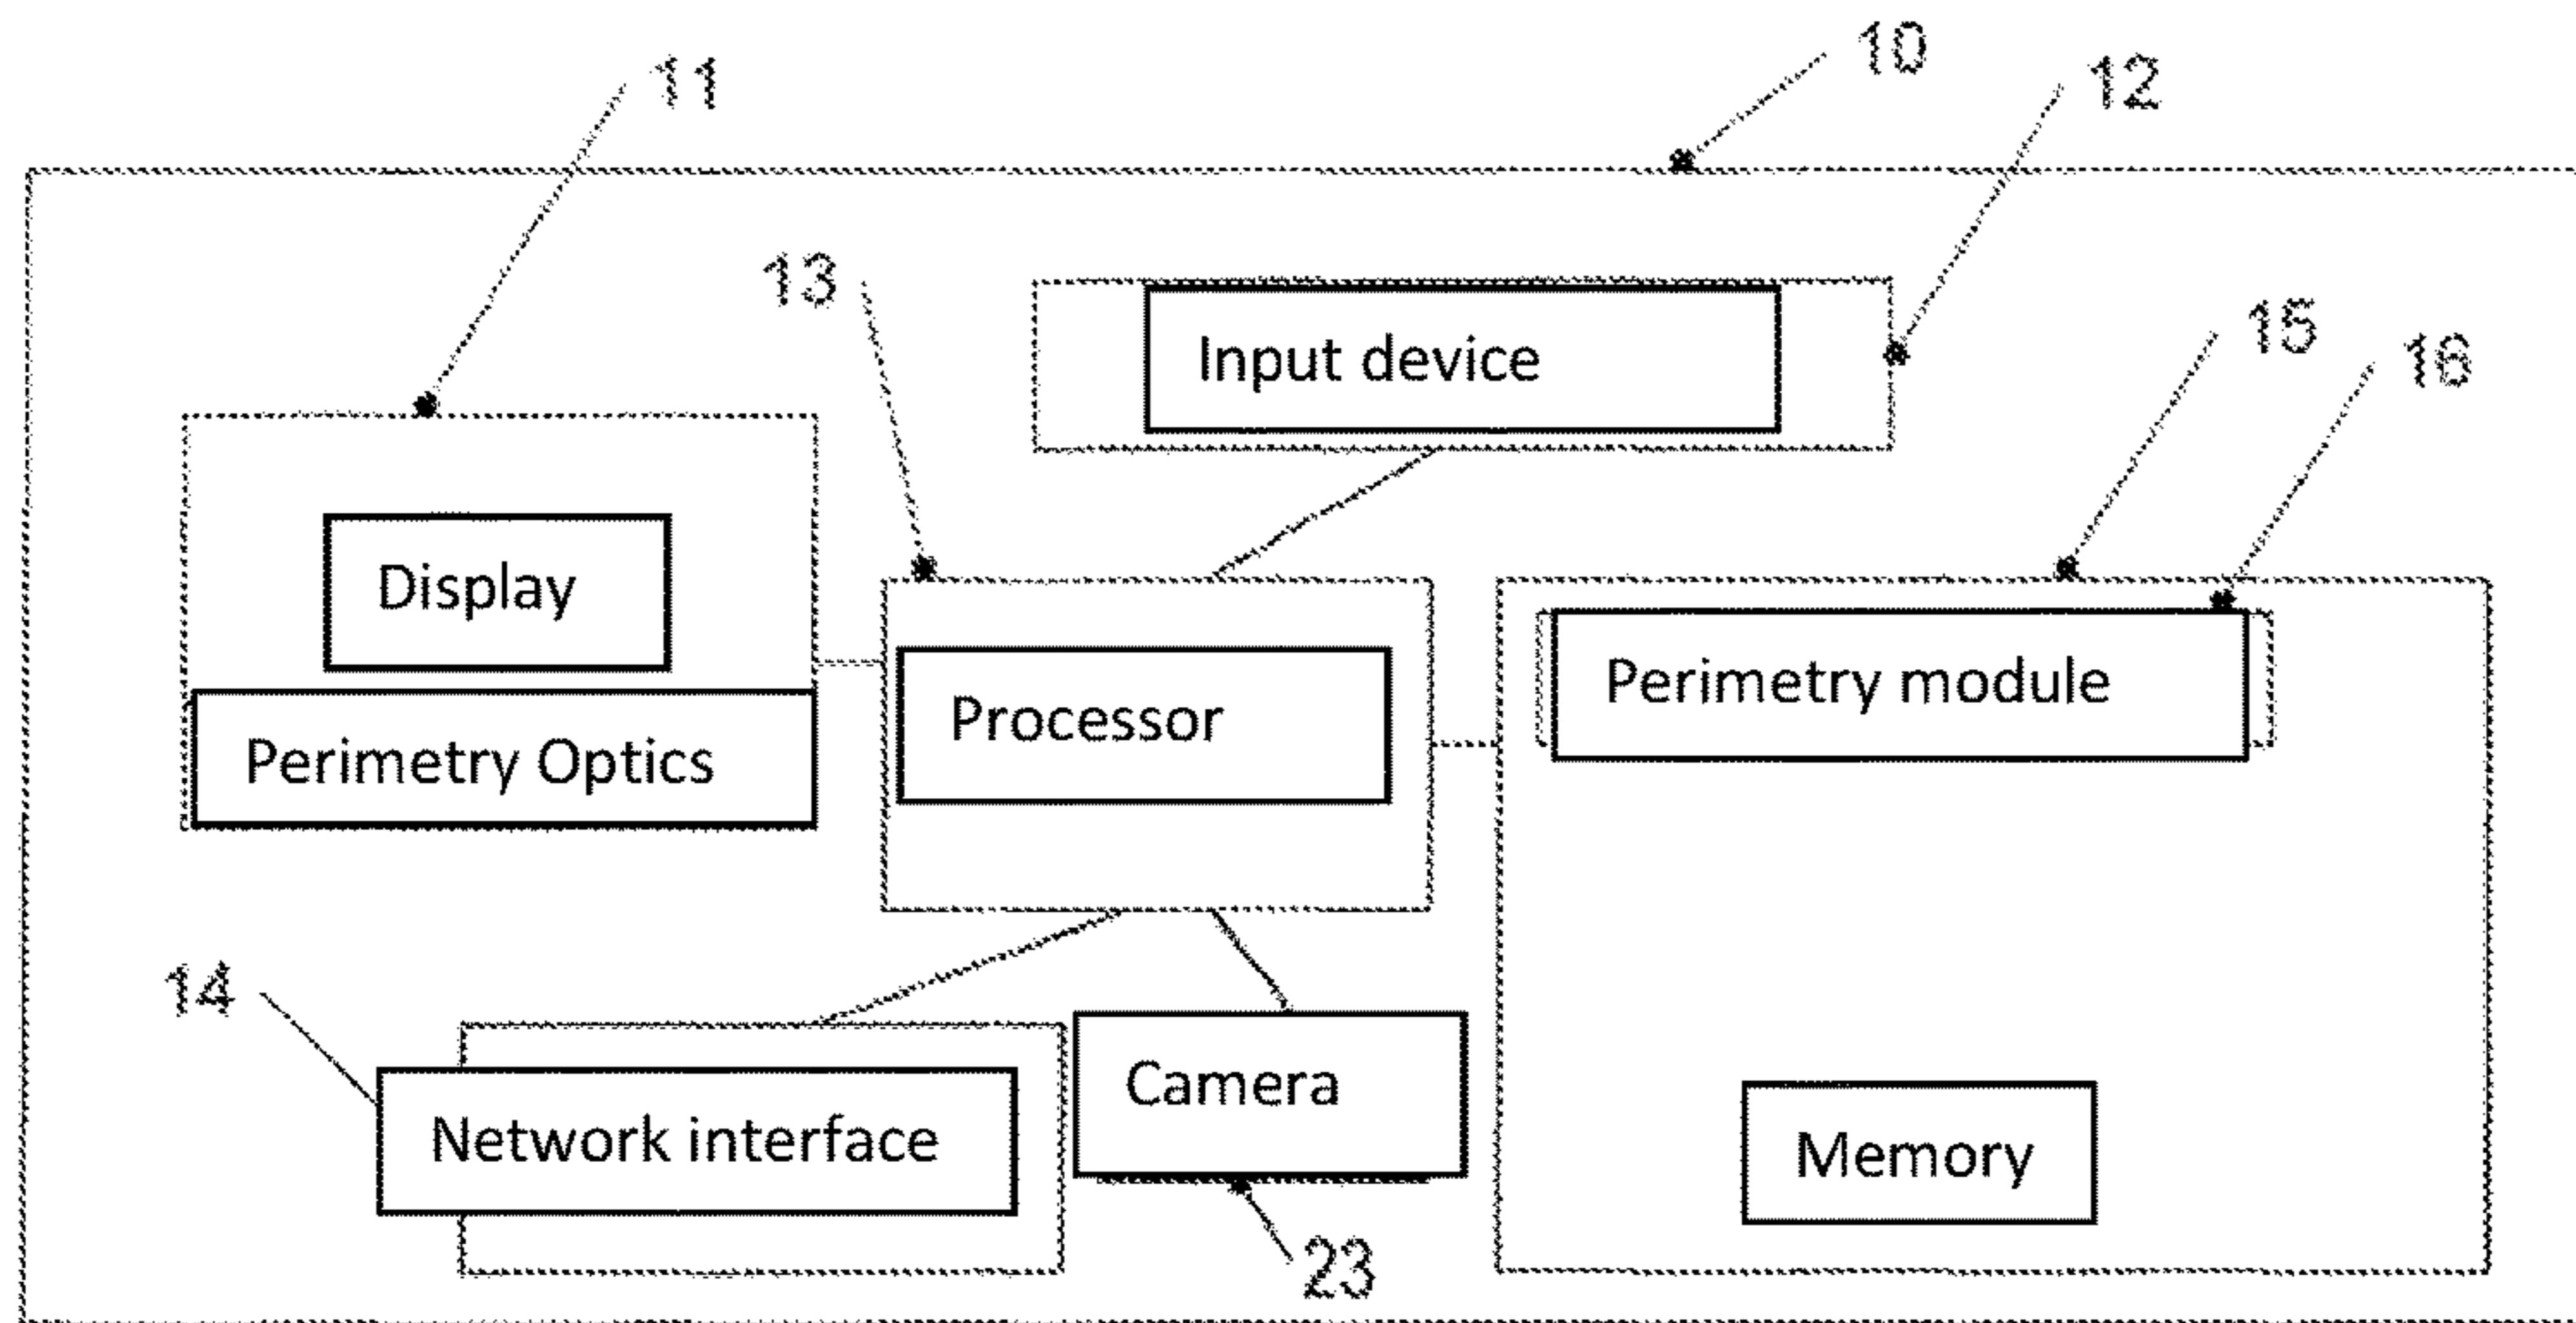 10
11
12
13
Input device
15
16
Display
Perimetry module
Processor
Perimetry Optics
14
Camera
Network interface
Memory
23